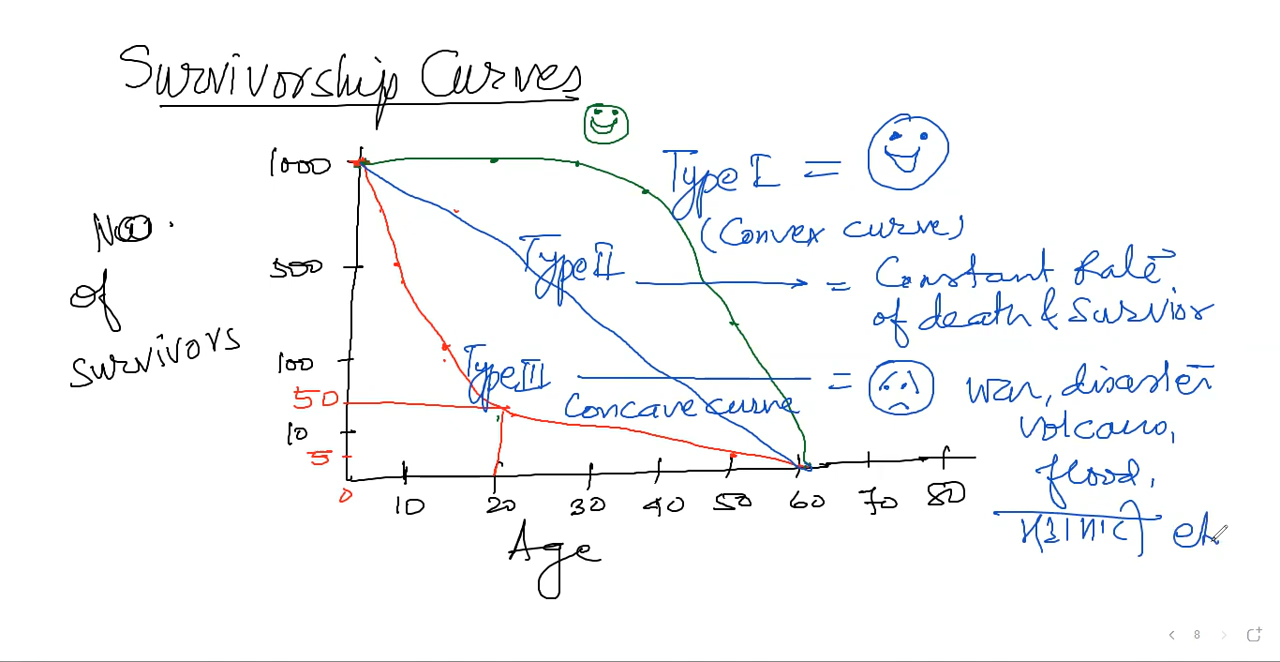 Survivorship Curves
1000
500
100
50
10
5
0
No.
of
survivors
10 20 30 40 50 60 70 80
Age
Type I =
(Convex curve)
Type II = Constant Rate
of death & Survior
Type III = war, disaster
Concave curve
volcano,
flood,